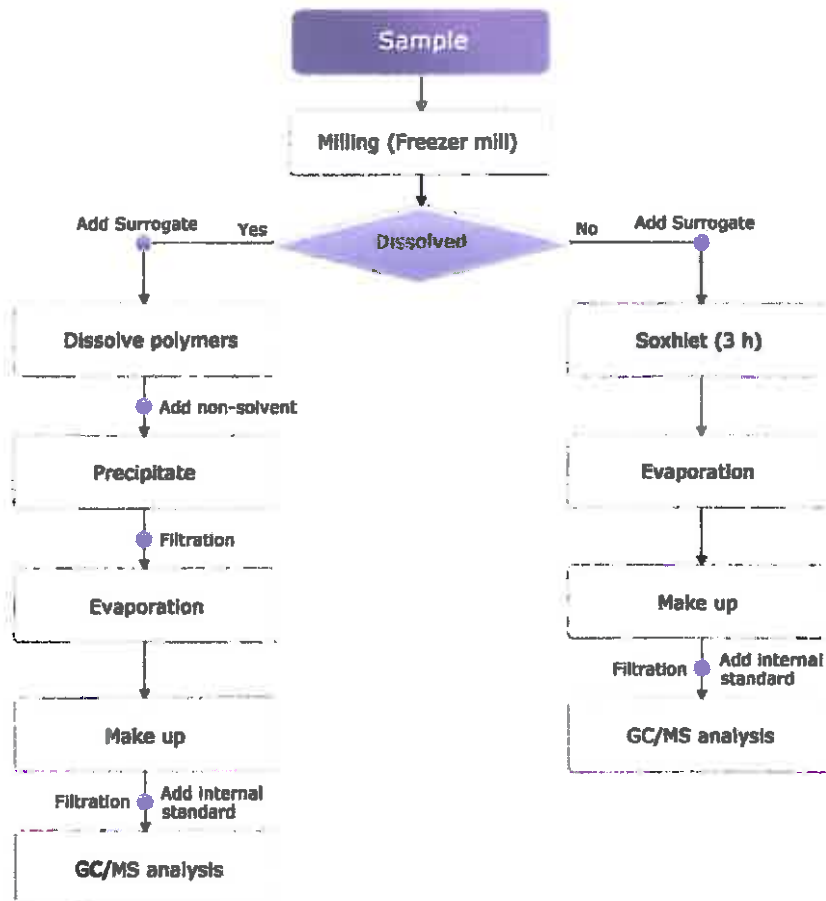 Sample
Milling (Freezer mill)
Add Surrogate
Yes
Dissolved
No
Add Surrogate
Dissolve polymers
Soxhlet (3 h)
Add non-solvent
Precipitate
Evaporation
Filtration
Evaporation
Make up
Filtration
Add internal
standard
Make up
GC/MS analysis
Filtration
Add internal
standard
GC/MS analysis